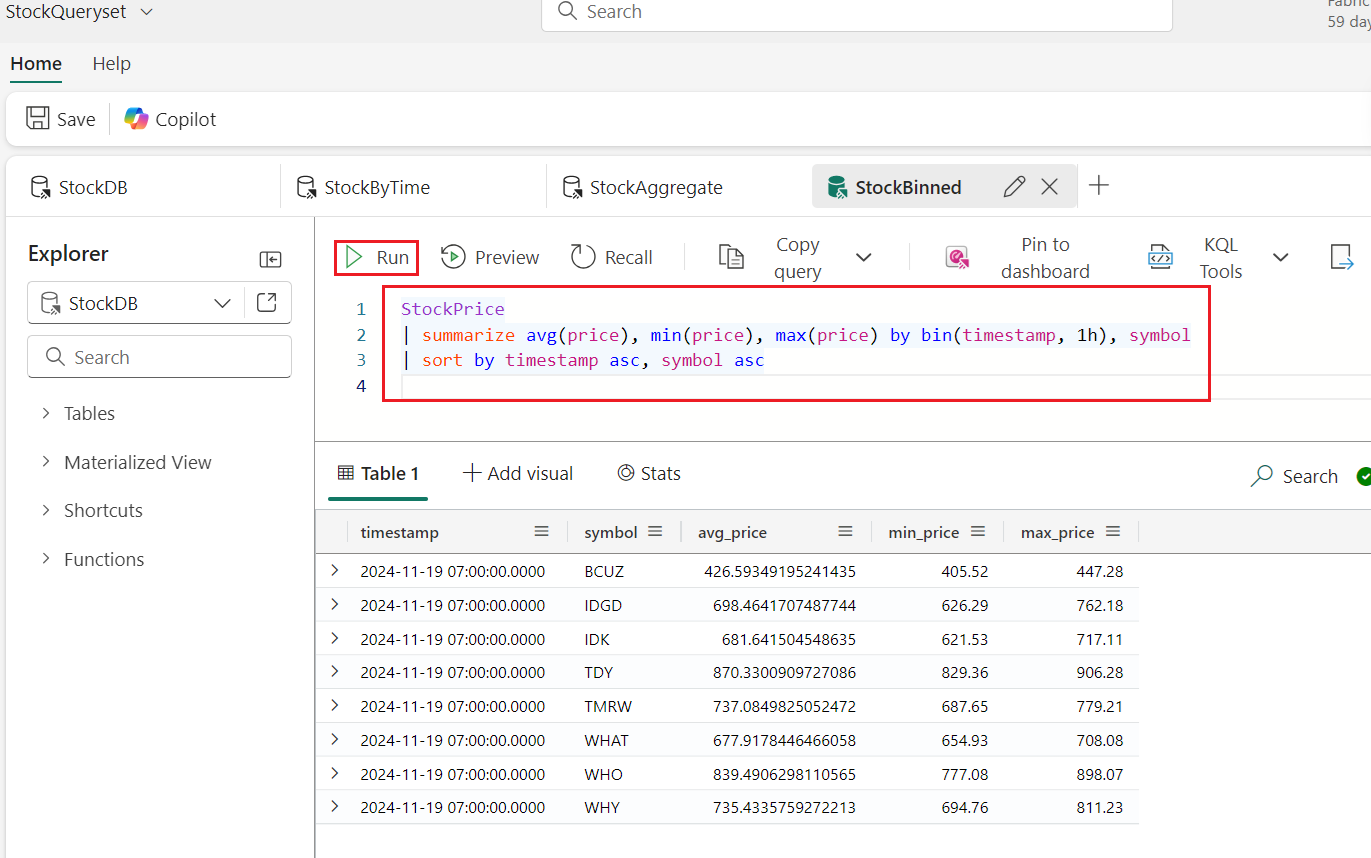 StockQueryset
Search
Fabric
59 day
Home Help
Save Copilot
StockDB StockByTime StockAggregate StockBinned
Explorer
StockDB
Search
Tables
Materialized View
Shortcuts
Functions
Run Preview Recall Copy query Pin to dashboard KQL Tools
1 StockPrice
2 | summarize avg(price), min(price), max(price) by bin(timestamp, 1h), symbol
3 | sort by timestamp asc, symbol asc
4
Table 1 Add visual Stats Search
timestamp symbol avg_price min_price max_price
2024-11-19 07:00:00.0000 BCUZ 426.59349195241435 405.52 447.28
2024-11-19 07:00:00.0000 IDGD 698.4641707487744 626.29 762.18
2024-11-19 07:00:00.0000 IDK 681.641504548635 621.53 717.11
2024-11-19 07:00:00.0000 TDY 870.3300909727086 829.36 906.28
2024-11-19 07:00:00.0000 TMRW 737.0849825052472 687.65 779.21
2024-11-19 07:00:00.0000 WHAT 677.9178446466058 654.93 708.08
2024-11-19 07:00:00.0000 WHO 839.4906298110565 777.08 898.07
2024-11-19 07:00:00.0000 WHY 735.4335759272213 694.76 811.23